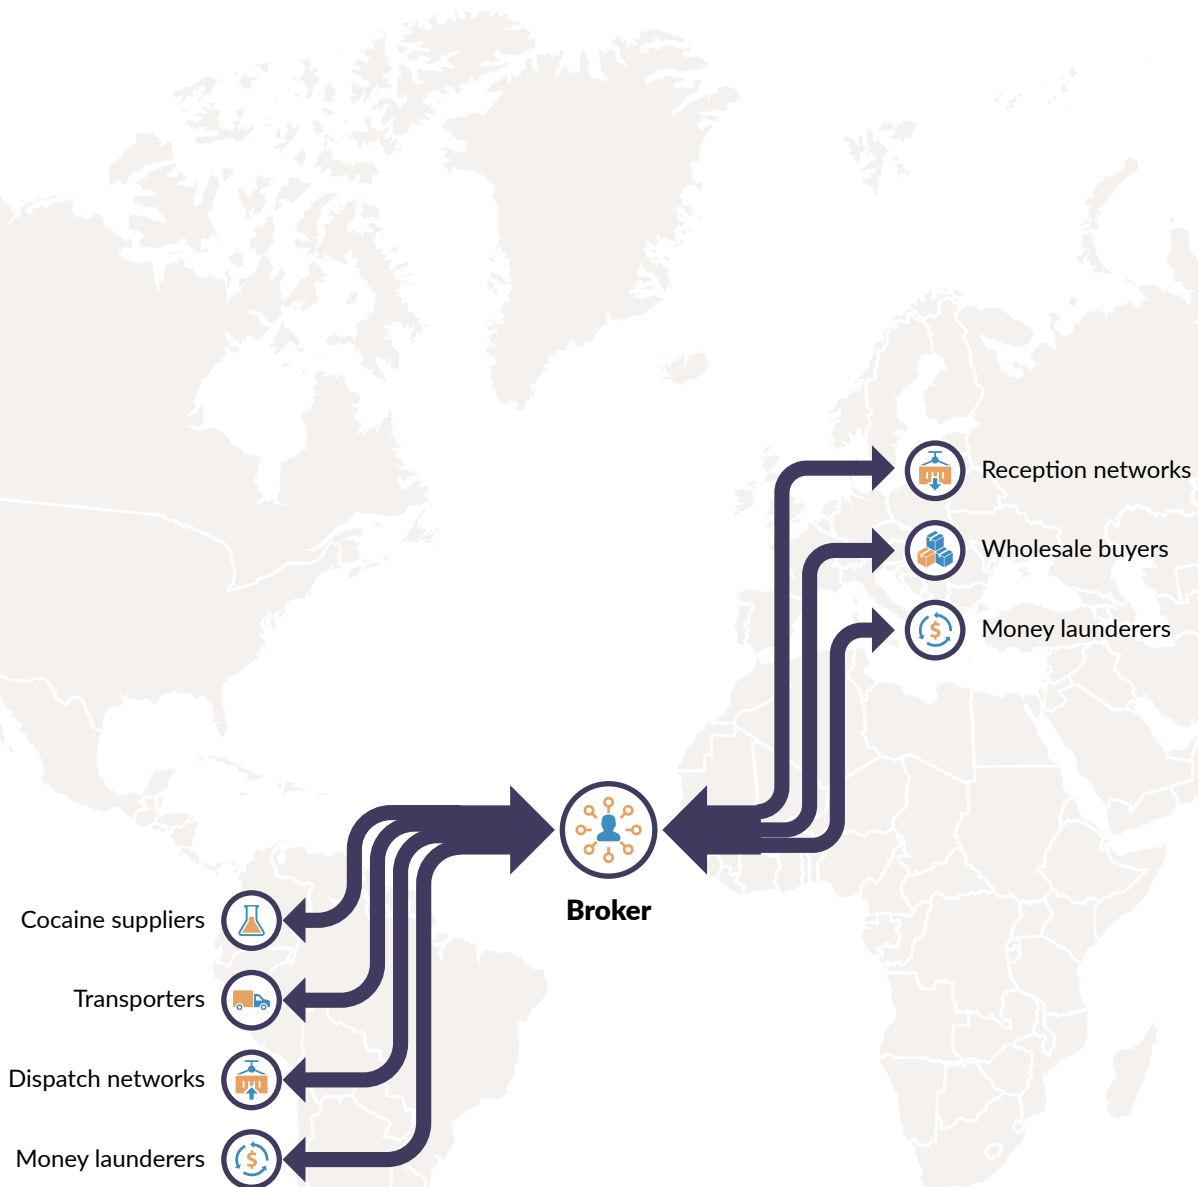 Reception networks
Wholesale buyers
$ Money launderers
Broker
Cocaine suppliers
Transporters
Dispatch networks
Money launderers $